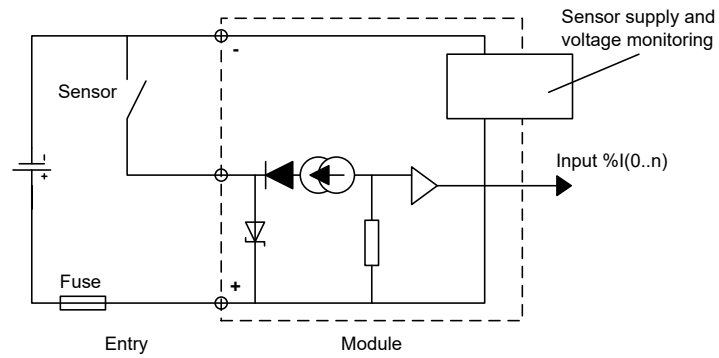 Sensor supply and
voltage monitoring
-
Sensor
Input %I(0..n)
-
+
+
Fuse
Entry
Module